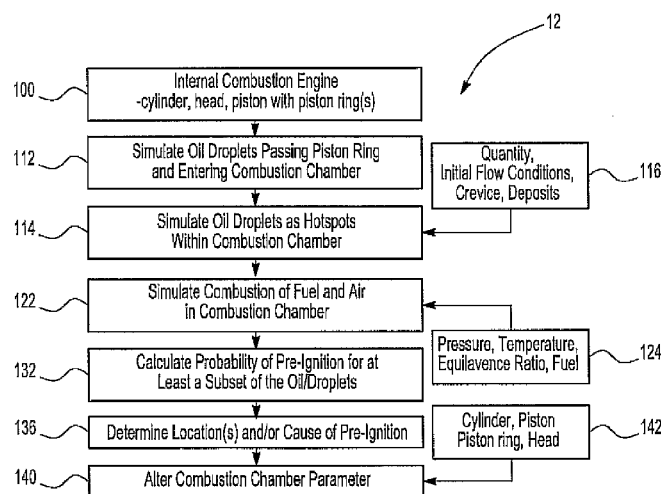 12
100
Internal Combustion Engine
-cylinder, head, piston with piston ring(s)
112
Simulate Oil Droplets Passing Piston Ring
and Entering Combustion Chamber
Quantity,
Initial Flow Conditions,
Crevice, Deposits
116
114
Simulate Oil Droplets as Hotspots
Within Combustion Chamber
122
Simulate Combustion of Fuel and Air
in Combustion Chamber
Pressure, Temperature,
Equilavence Ratio, Fuel
124
132
Calculate Probability of Pre-Ignition for at
Least a Subset of the Oil/Droplets
136
Determine Location(s) and/or Cause of Pre-Ignition
Cylinder, Piston
Piston ring, Head
142
140
Alter Combustion Chamber Parameter